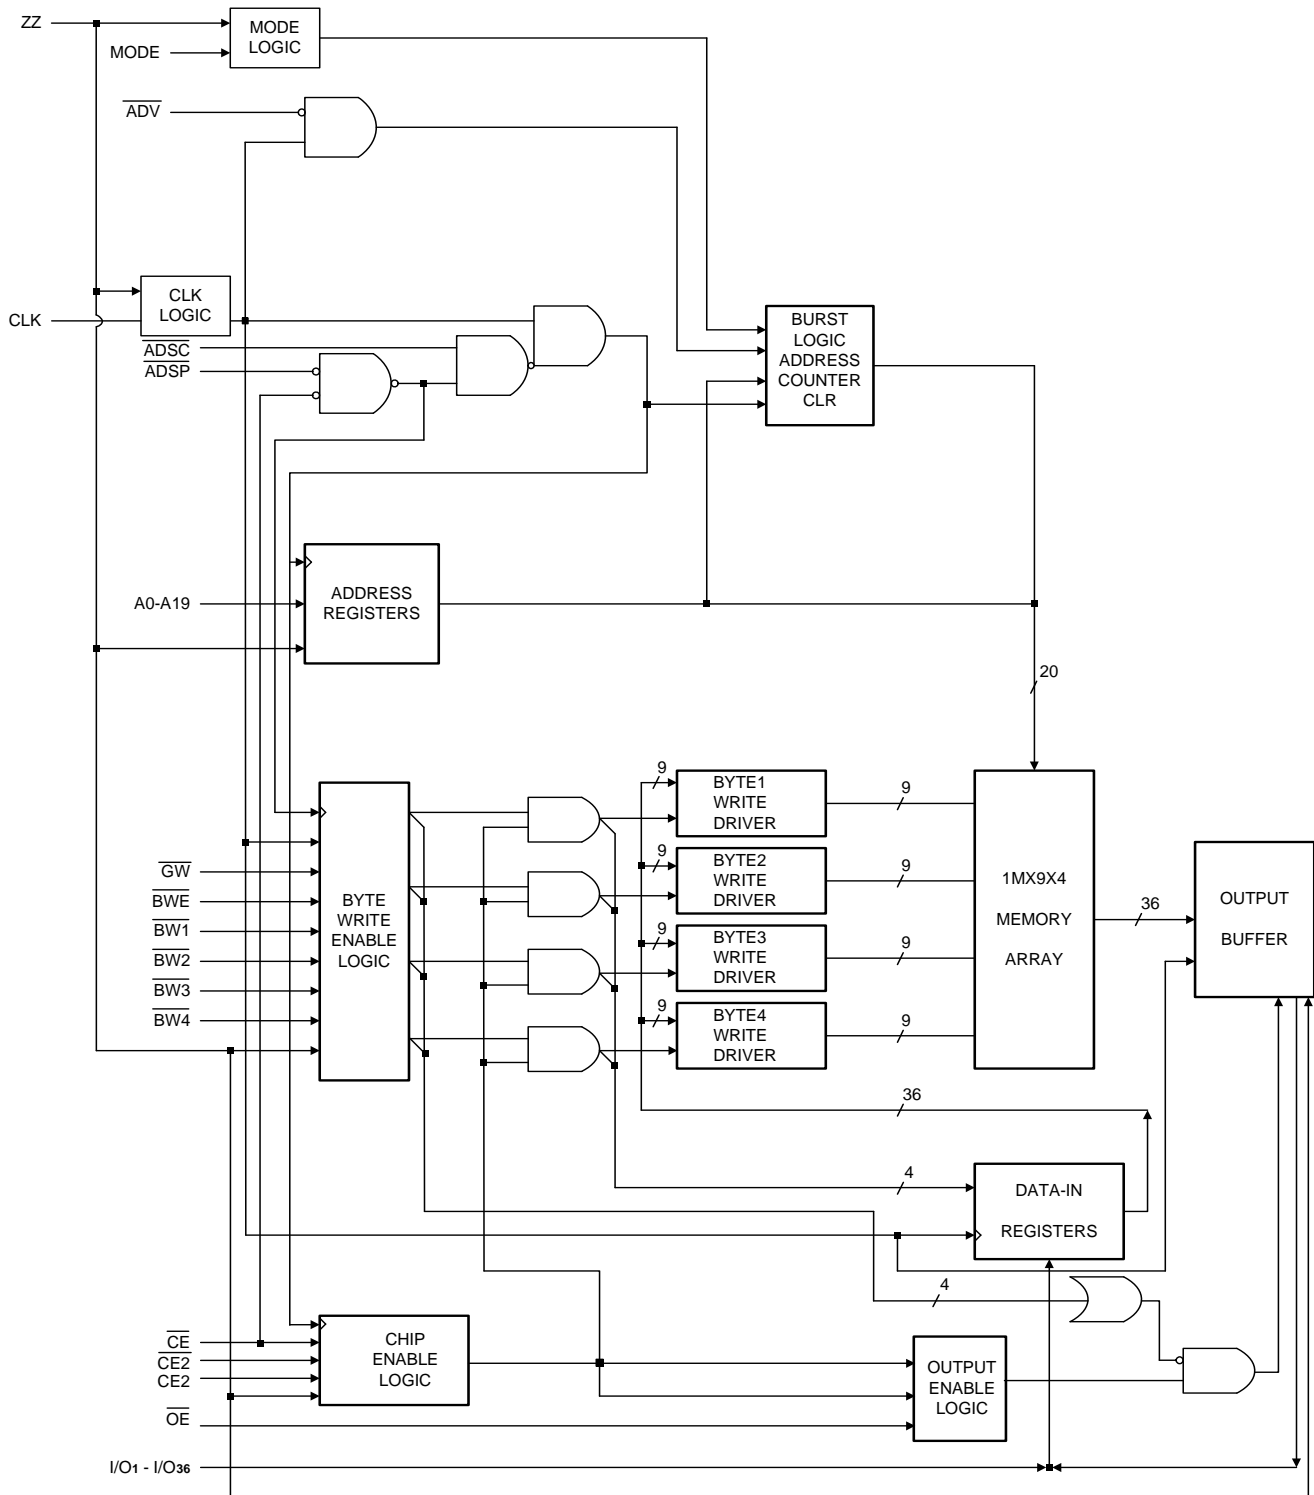 ZZ
MODE
LOGIC
MODE
ADV
CLK
LOGIC
CLK
ADSC
ADSP
BURST
LOGIC
ADDRESS
COUNTER
CLR
ADDRESS
REGISTERS
A0-A19
20
9
BYTE1
WRITE
DRIVER
9
9
BYTE2
WRITE
DRIVER
9
9
BYTE3
WRITE
DRIVER
9
9
BYTE4
WRITE
DRIVER
9
GW
BWE
BW1
BW2
BW3
BW4
BYTE
WRITE
ENABLE
LOGIC
1MX9X4
MEMORY
ARRAY
36
OUTPUT
BUFFER
36
4
DATA-IN
REGISTERS
4
CE
CE2
CE2
CHIP
ENABLE
LOGIC
OUTPUT
ENABLE
LOGIC
OE
I/O1 - I/O36